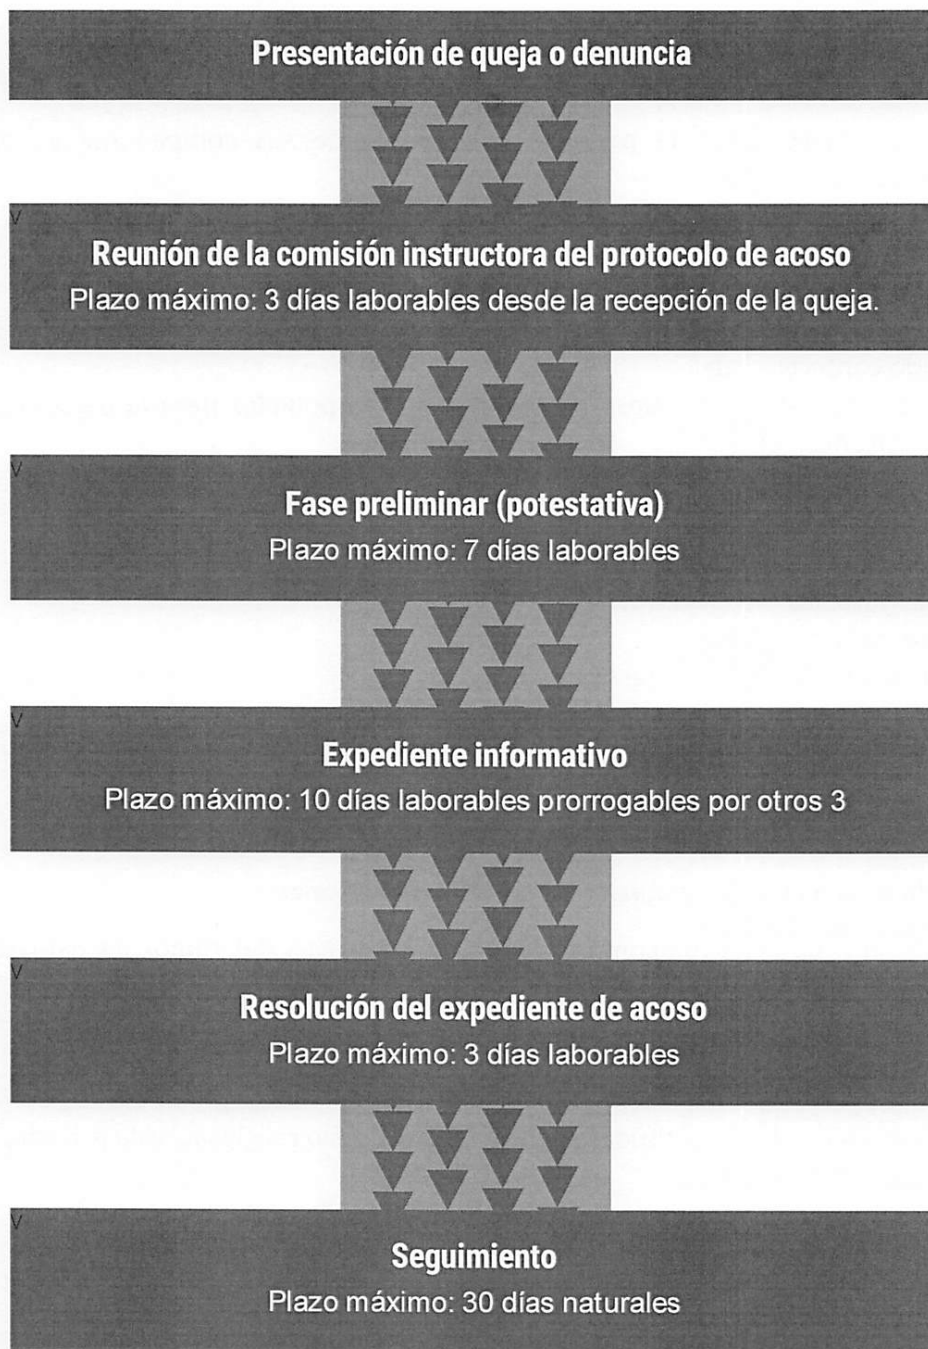 Presentación de queja o denuncia
V
Reunión de la comisión instructora del protocolo de acoso
Plazo máximo: 3 días laborables desde la recepción de la queja.
V
Fase preliminar (potestativa)
Plazo máximo: 7 días laborables
V
Expediente informativo
Plazo máximo: 10 días laborables prorrogables por otros 3
V
Resolución del expediente de acoso
Plazo máximo: 3 días laborables
V
Seguimiento
Plazo máximo: 30 días naturales